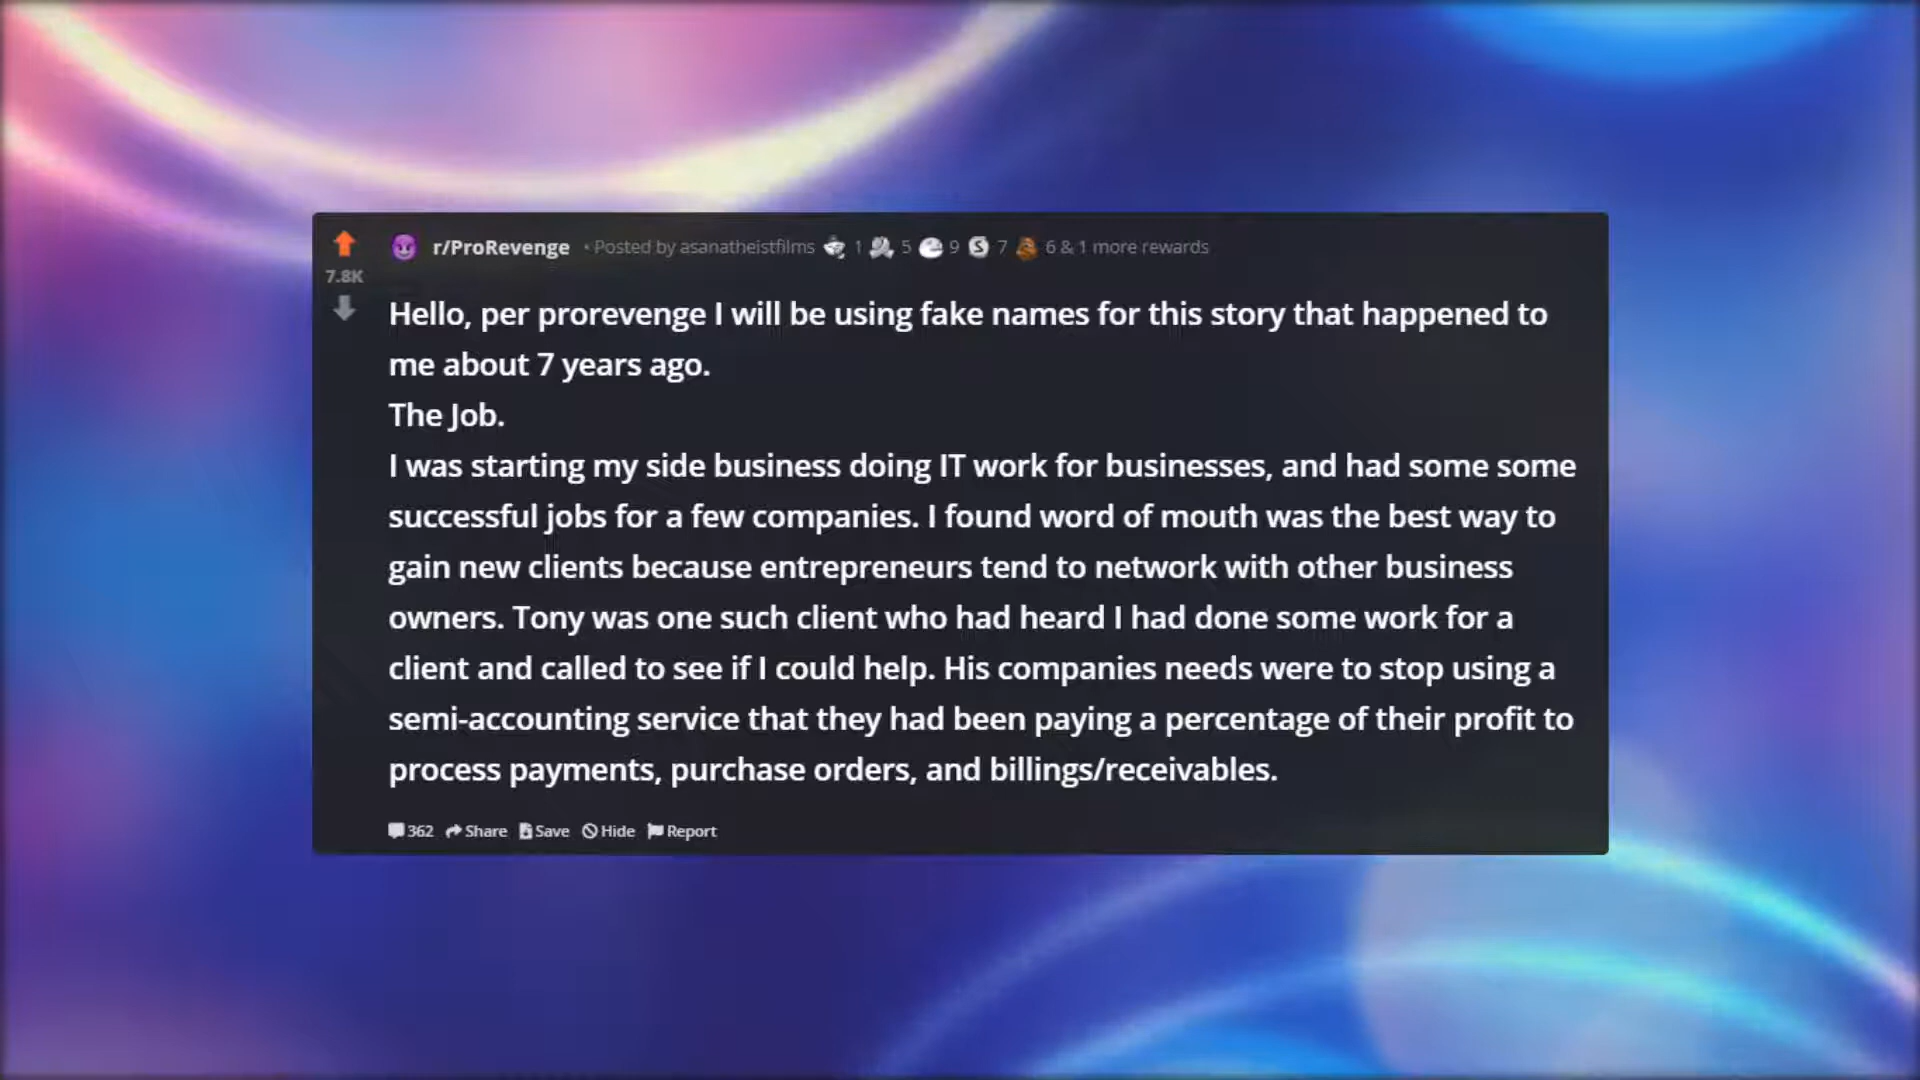 r/ProRevenge • Posted by asanatheistfilms 1 5 9 S 7 6 & 1 more rewards
7.8K
Hello, per prorevenge I will be using fake names for this story that happened to
me about 7 years ago.
The Job.
I was starting my side business doing IT work for businesses, and had some some
successful jobs for a few companies. I found word of mouth was the best way to
gain new clients because entrepreneurs tend to network with other business
owners. Tony was one such client who had heard I had done some work for a
client and called to see if I could help. His companies needs were to stop using a
semi-accounting service that they had been paying a percentage of their profit to
process payments, purchase orders, and billings/receivables.
362 Share Save Hide Report